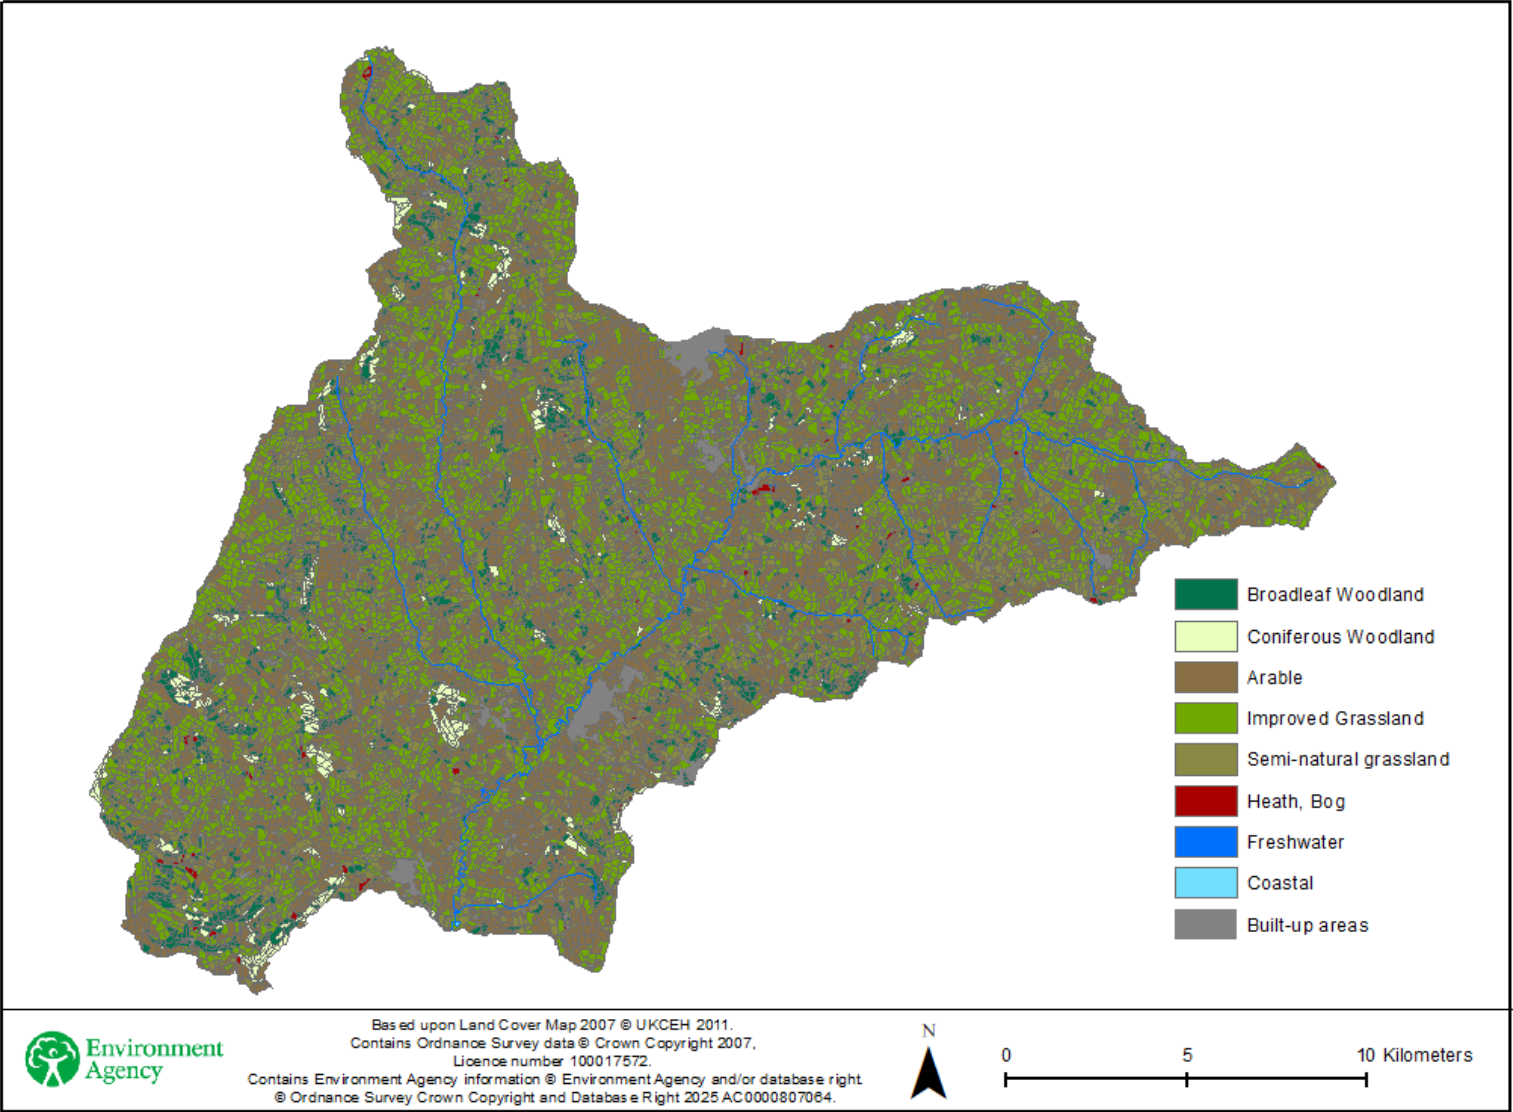 Broadleaf Woodland
Coniferous Woodland
Arable
Improved Grassland
Semi-natural grassland
Heath, Bog
Freshwater
Coastal
Built-up areas
Environment
Agency
Based upon Land Cover Map 2007 © UKCEH 2011.
Contains Ordnance Survey data © Crown Copyright 2007,
Licence number 100017572.
Contains Environment Agency information © Environment Agency and/or database right
© Ordnance Survey Crown Copyright and Database Right 2025 AC0000807064.
N
0 5 10 Kilometers